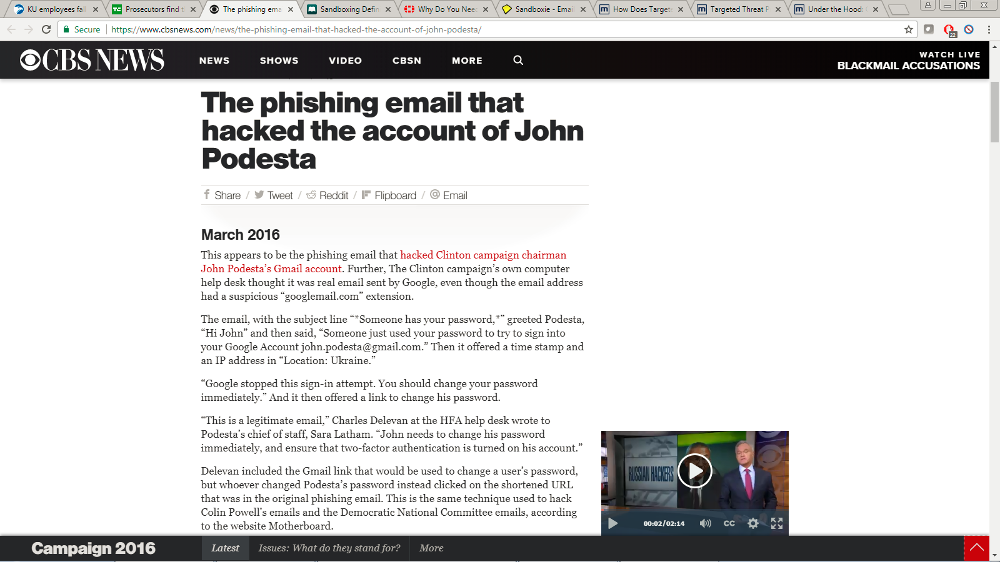 KU employees fall
Prosecutors find t
The phishing ema
Sandboxing Defin
Why Do You Nee
Sandboxie - Emai
How Does Targete
Targeted Threat P
Under the Hood:
Secure
https://www.cbsnews.com/news/the-phishing-email-that-hacked-the-account-of-john-podesta/
22
CBS NEWS
NEWS
SHOWS
VIDEO
CBSN
MORE
WATCH LIVE
BLACKMAIL ACCUSATIONS
The phishing email that
hacked the account of John
Podesta
Share / Tweet / Reddit / Flipboard / Email
March 2016
This appears to be the phishing email that hacked Clinton campaign chairman
John Podesta’s Gmail account. Further, The Clinton campaign’s own computer
help desk thought it was real email sent by Google, even though the email address
had a suspicious “googlemail.com” extension.
The email, with the subject line “*Someone has your password,*” greeted Podesta,
“Hi John” and then said, “Someone just used your password to try to sign into
your Google Account john.podesta@gmail.com.” Then it offered a time stamp and
an IP address in “Location: Ukraine.”
“Google stopped this sign-in attempt. You should change your password
immediately.” And it then offered a link to change his password.
“This is a legitimate email,” Charles Delevan at the HFA help desk wrote to
Podesta’s chief of staff, Sara Latham. “John needs to change his password
immediately, and ensure that two-factor authentication is turned on his account.”
Delevan included the Gmail link that would be used to change a user’s password,
but whoever changed Podesta’s password instead clicked on the shortened URL
that was in the original phishing email. This is the same technique used to hack
Colin Powell’s emails and the Democratic National Committee emails, according
to the website Motherboard.
RUSSIAN HACKERS
00:02/02:14
CC
Campaign 2016
Latest
Issues: What do they stand for?
More